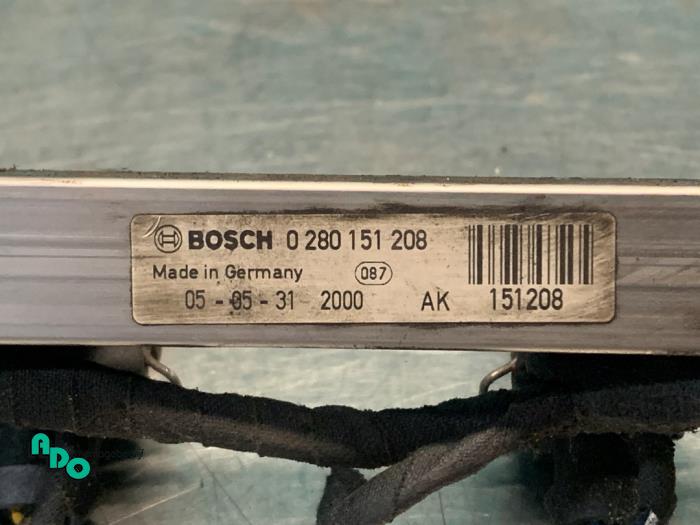 BOSCH 0 280 151 208
Made in Germany 087
05 - 05 - 31 2000 AK 151208
ADO